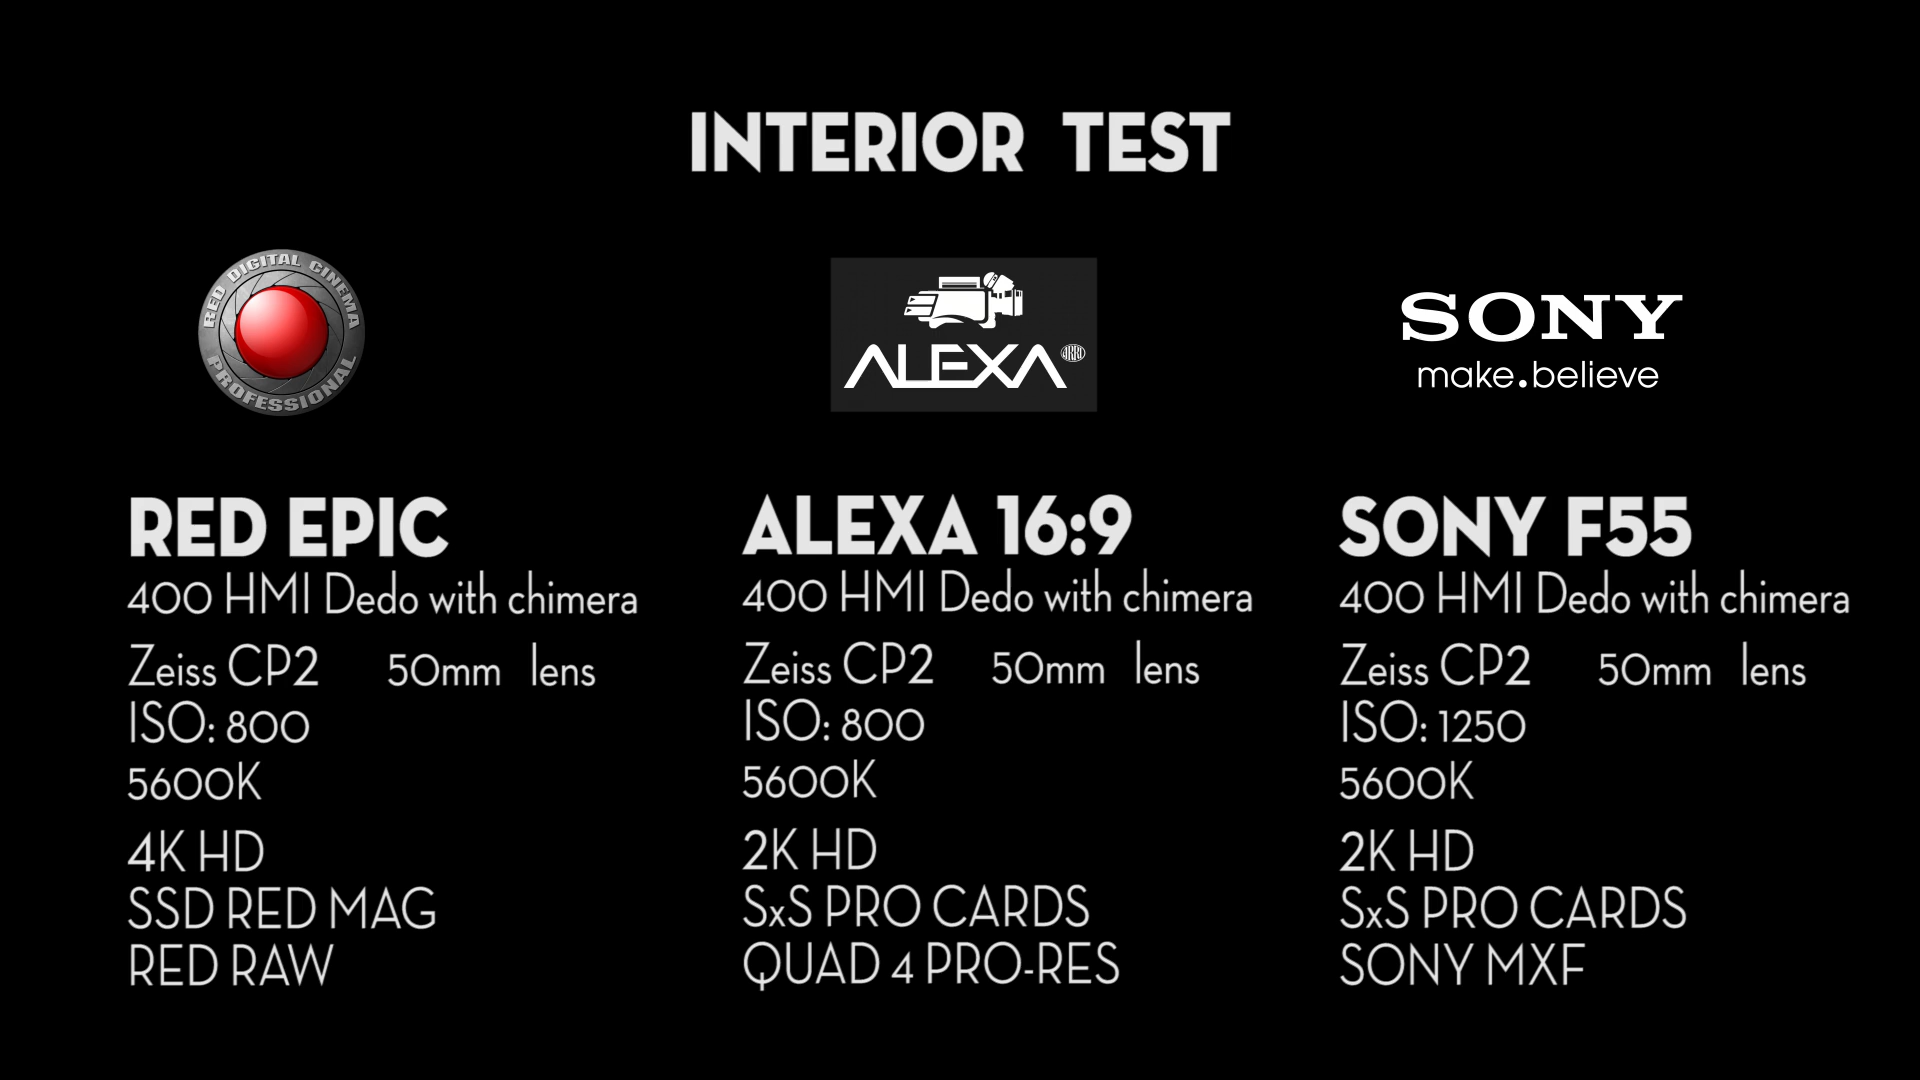 INTERIOR TEST
RED DIGITAL CINEMA
PROFESSIONAL
ALEXA ARRI
SONY
make.believe
RED EPIC
400 HMI Dedo with chimera
Zeiss CP2 50mm lens
ISO: 800
5600K
4K HD
SSD RED MAG
RED RAW
ALEXA 16:9
400 HMI Dedo with chimera
Zeiss CP2 50mm lens
ISO: 800
5600K
2K HD
SxS PRO CARDS
QUAD 4 PRO-RES
SONY F55
400 HMI Dedo with chimera
Zeiss CP2 50mm lens
ISO: 1250
5600K
2K HD
SxS PRO CARDS
SONY MXF